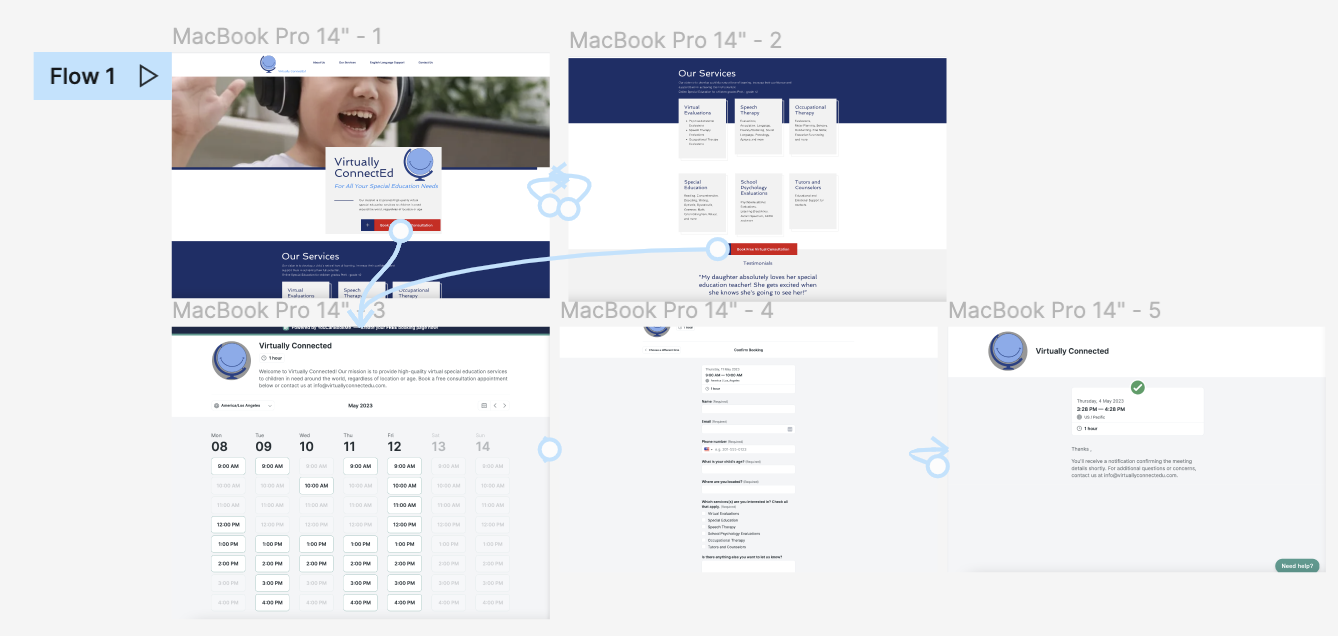 MacBook Pro 14" - 1
MacBook Pro 14" - 2
Flow 1
About Us
Our Services
English Language Support
Contact Us
Virtually
ConnectEd
For All Your Special Education Needs
Book
Consultation
Our Services
Virtual
Evaluations
Speech
Therapy
Occupational
Therapy
Our Services
Virtual
Evaluations
Speech
Therapy
Occupational
Therapy
Special
Education
School
Psychology
Evaluations
Tutors and
Counselors
Book Free Virtual Consultation
Testimonials
"My daughter absolutely loves her special
education teacher! She gets excited when
she knows she's going to see her!"
MacBook Pro 14" - 3
MacBook Pro 14" - 4
MacBook Pro 14" - 5
Powered by YouCanBookMe — Create your FREE booking page now!
Virtually Connected
1 hour
Welcome to Virtually Connected! Our mission is to provide high-quality virtual special education services
to children in need around the world, regardless of location or age. Book a free consultation appointment
below or contact us at info@virtuallyconnectedu.com.
America/Los Angeles
May 2023
Mon Tue Wed Thu Fri Sat Sun
08 09 10 11 12 13 14
9:00 AM 9:00 AM 9:00 AM 9:00 AM 9:00 AM 9:00 AM 9:00 AM
10:00 AM 10:00 AM 10:00 AM 10:00 AM 10:00 AM 10:00 AM 10:00 AM
11:00 AM 11:00 AM 11:00 AM 11:00 AM 11:00 AM 11:00 AM 11:00 AM
12:00 PM 12:00 PM 12:00 PM 12:00 PM 12:00 PM 12:00 PM 12:00 PM
1:00 PM 1:00 PM 1:00 PM 1:00 PM 1:00 PM 1:00 PM 1:00 PM
2:00 PM 2:00 PM 2:00 PM 2:00 PM 2:00 PM 2:00 PM 2:00 PM
3:00 PM 3:00 PM 3:00 PM 3:00 PM 3:00 PM 3:00 PM 3:00 PM
4:00 PM 4:00 PM 4:00 PM 4:00 PM 4:00 PM 4:00 PM 4:00 PM
1 hour
Confirm Booking
Thursday, 11 May 2023
9:00 AM — 10:00 AM
America / Los_Angeles
1 hour
Name (Required)
Email (Required)
Phone number (Required)
What is your child's age? (Required)
Where are you located? (Required)
Which service(s) are you interested in? Check all
that apply. (Required)
Virtual Evaluations
Special Education
Speech Therapy
School Psychology Evaluations
Occupational Therapy
Tutors and Counselors
Is there anything else you want to let us know?
Virtually Connected
Thursday, 4 May 2023
3:28 PM — 4:28 PM
US / Pacific
1 hour
Thanks,
You'll receive a notification confirming the meeting
details shortly. For additional questions or concerns,
contact us at info@virtuallyconnectedu.com
Need help?